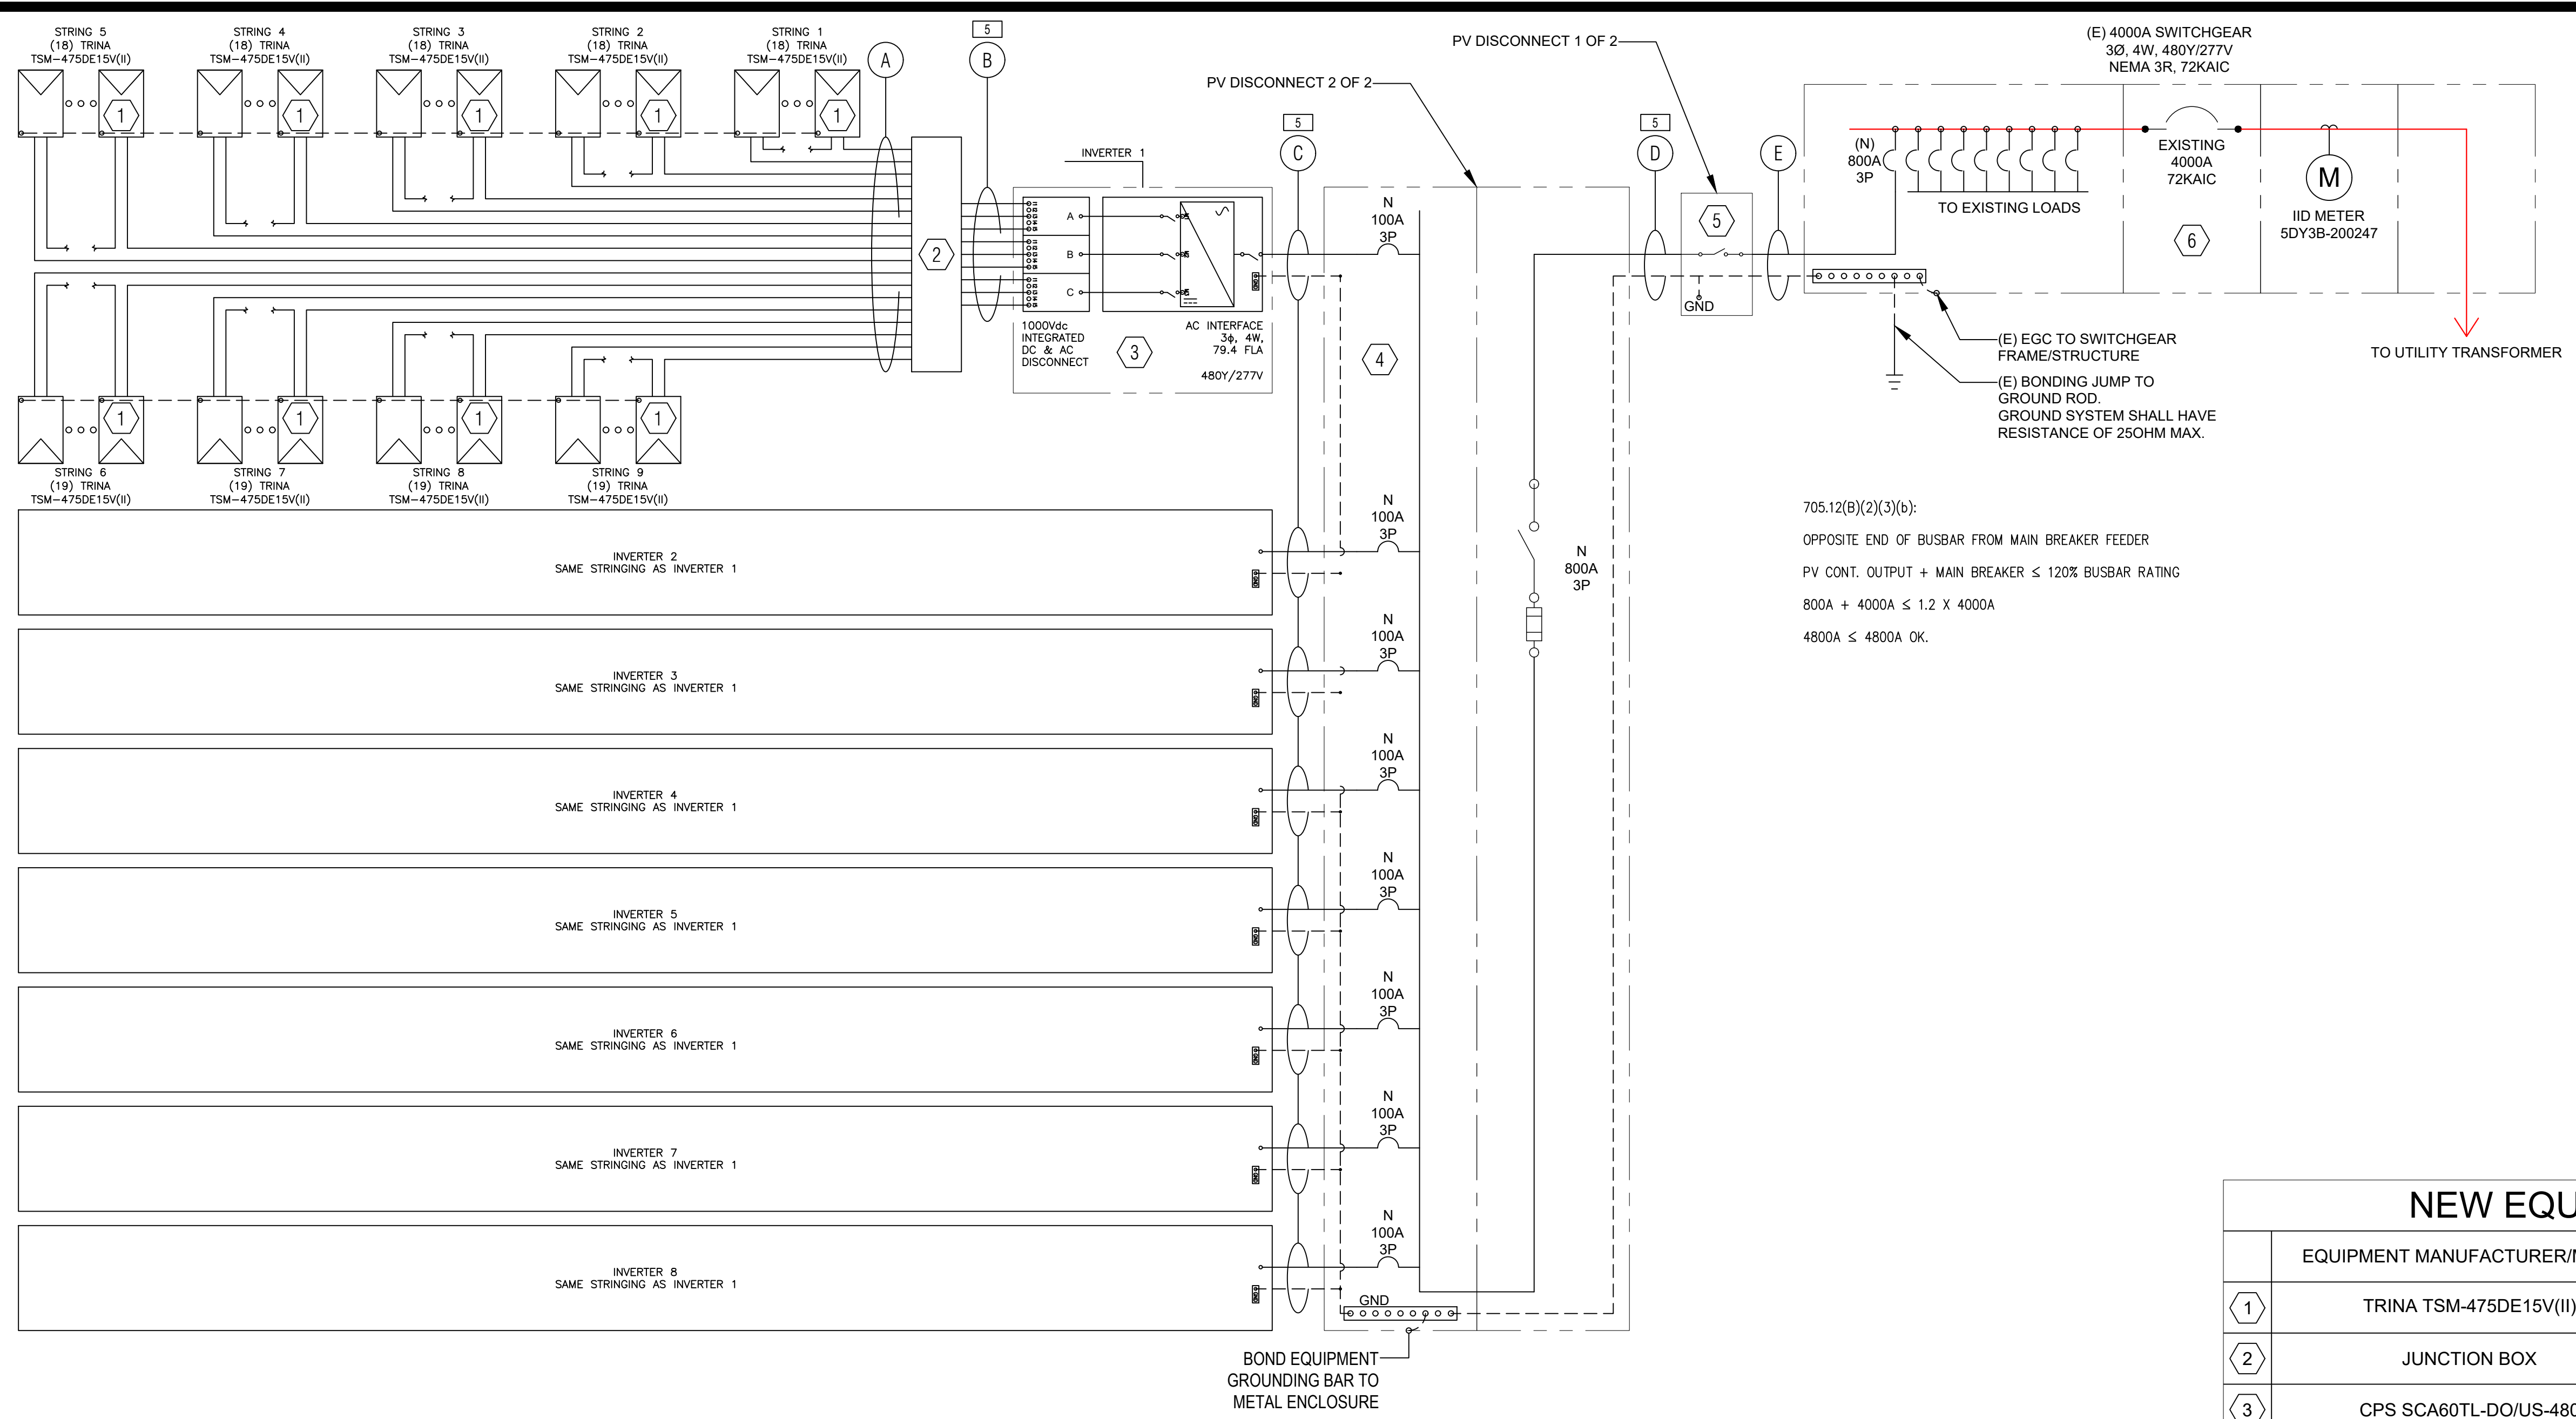 STRING 5
(18) TRINA
TSM-475DE15V(II)
STRING 4
(18) TRINA
TSM-475DE15V(II)
STRING 3
(18) TRINA
TSM-475DE15V(II)
STRING 2
(18) TRINA
TSM-475DE15V(II)
STRING 1
(18) TRINA
TSM-475DE15V(II)
1
1
1
1
1
A
5
B
2
INVERTER 1
A
B
C
1000Vdc
INTEGRATED
DC & AC
DISCONNECT
3
AC INTERFACE
3ϕ, 4W,
79.4 FLA
480Y/277V
1
1
1
1
STRING 6
(19) TRINA
TSM-475DE15V(II)
STRING 7
(19) TRINA
TSM-475DE15V(II)
STRING 8
(19) TRINA
TSM-475DE15V(II)
STRING 9
(19) TRINA
TSM-475DE15V(II)
INVERTER 2
SAME STRINGING AS INVERTER 1
INVERTER 3
SAME STRINGING AS INVERTER 1
INVERTER 4
SAME STRINGING AS INVERTER 1
INVERTER 5
SAME STRINGING AS INVERTER 1
INVERTER 6
SAME STRINGING AS INVERTER 1
INVERTER 7
SAME STRINGING AS INVERTER 1
INVERTER 8
SAME STRINGING AS INVERTER 1
PV DISCONNECT 1 OF 2
PV DISCONNECT 2 OF 2
5
C
N
100A
3P
4
N
100A
3P
N
100A
3P
N
100A
3P
N
100A
3P
N
100A
3P
N
100A
3P
N
100A
3P
GND
BOND EQUIPMENT
GROUNDING BAR TO
METAL ENCLOSURE
N
800A
3P
5
D
5
GND
E
(E) 4000A SWITCHGEAR
3Ø, 4W, 480Y/277V
NEMA 3R, 72KAIC
(N)
800A
3P
TO EXISTING LOADS
EXISTING
4000A
72KAIC
6
M
IID METER
5DY3B-200247
(E) EGC TO SWITCHGEAR
FRAME/STRUCTURE
(E) BONDING JUMP TO
GROUND ROD.
GROUND SYSTEM SHALL HAVE
RESISTANCE OF 25OHM MAX.
TO UTILITY TRANSFORMER
705.12(B)(2)(3)(b):
OPPOSITE END OF BUSBAR FROM MAIN BREAKER FEEDER
PV CONT. OUTPUT + MAIN BREAKER ≤ 120% BUSBAR RATING
800A + 4000A ≤ 1.2 X 4000A
4800A ≤ 4800A OK.
NEW EQU
EQUIPMENT MANUFACTURER/
1
TRINA TSM-475DE15V(II)
2
JUNCTION BOX
3
CPS SCA60TL-DO/US-480